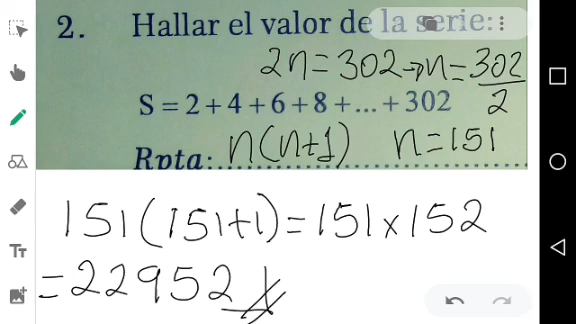 2. Hallar el valor de la serie:
2n=302→n=302/2
S = 2 + 4 + 6 + 8 + ... + 302
Rpta: n(n+1) n=151
151(151+1)=151×152
=22952
Tt